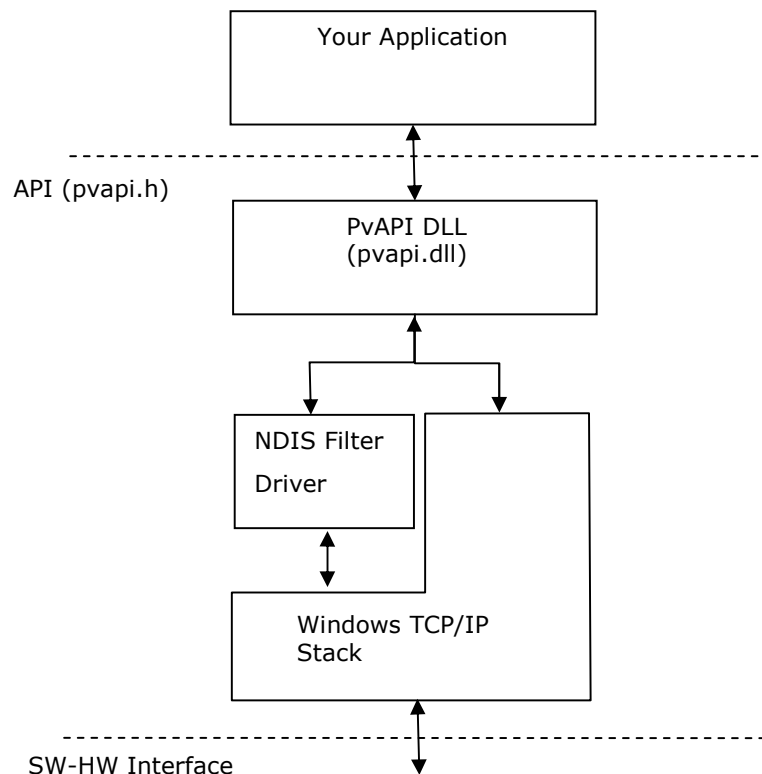 Your Application
API (pvapi.h)
PvAPI DLL
(pvapi.dll)
NDIS Filter
Driver
Windows TCP/IP
Stack
SW-HW Interface